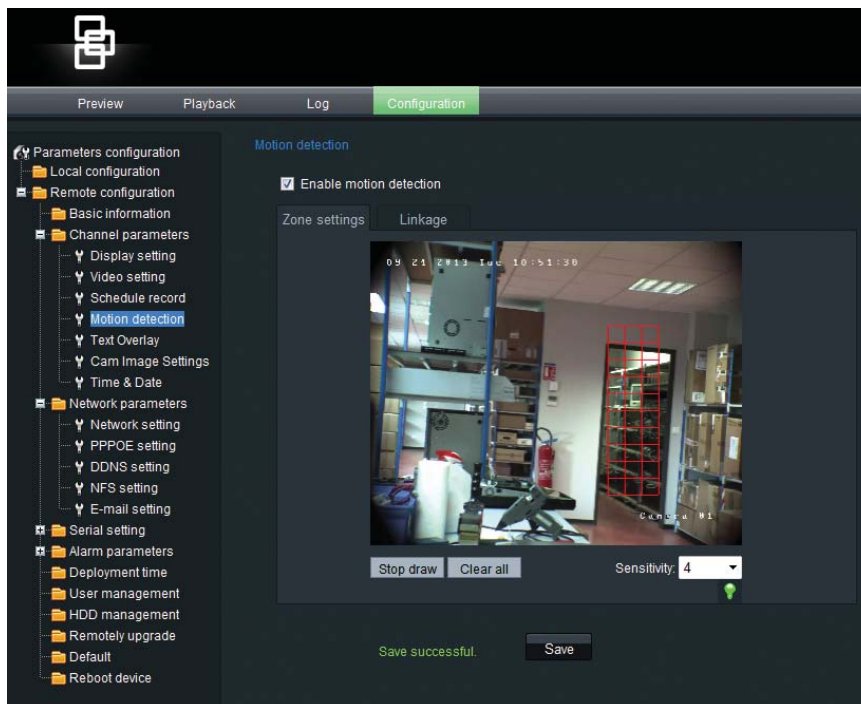 Preview Playback Log Configuration
Parameters configuration
Local configuration
Remote configuration
Basic information
Channel parameters
Display setting
Video setting
Schedule record
Motion detection
Text Overlay
Cam Image Settings
Time & Date
Network parameters
Network setting
PPPOE setting
DDNS setting
NFS setting
E-mail setting
Serial setting
Alarm parameters
Deployment time
User management
HDD management
Remotely upgrade
Default
Reboot device
Motion detection
Enable motion detection
Zone settings Linkage
09 24 2013 Tue 10:51:30
Camera 01
Stop draw Clear all Sensitivity: 4
Save successful. Save